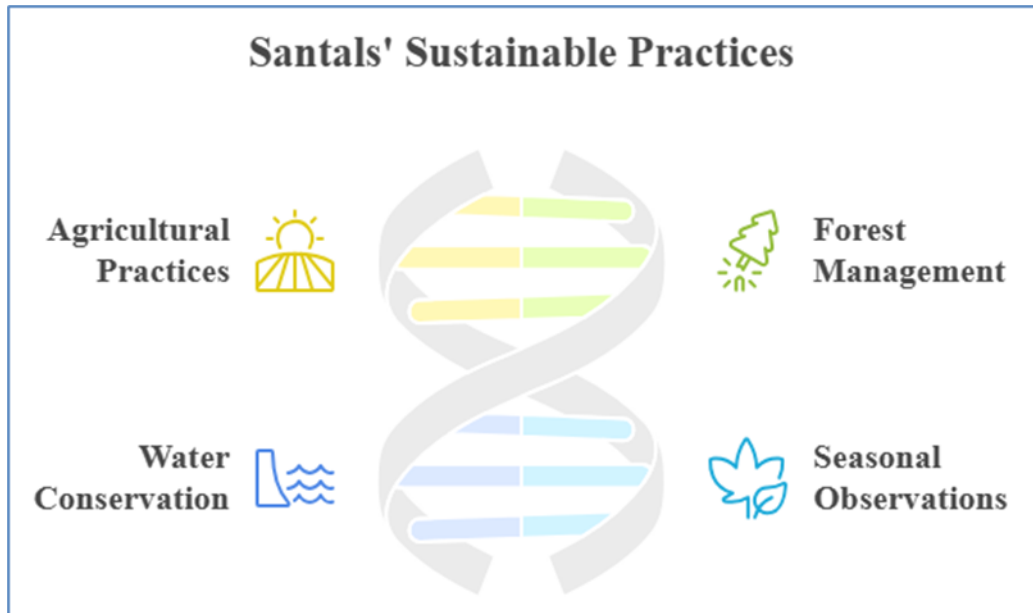 Santals' Sustainable Practices
Agricultural
Practices
Forest
Management
Water
Conservation
Seasonal
Observations